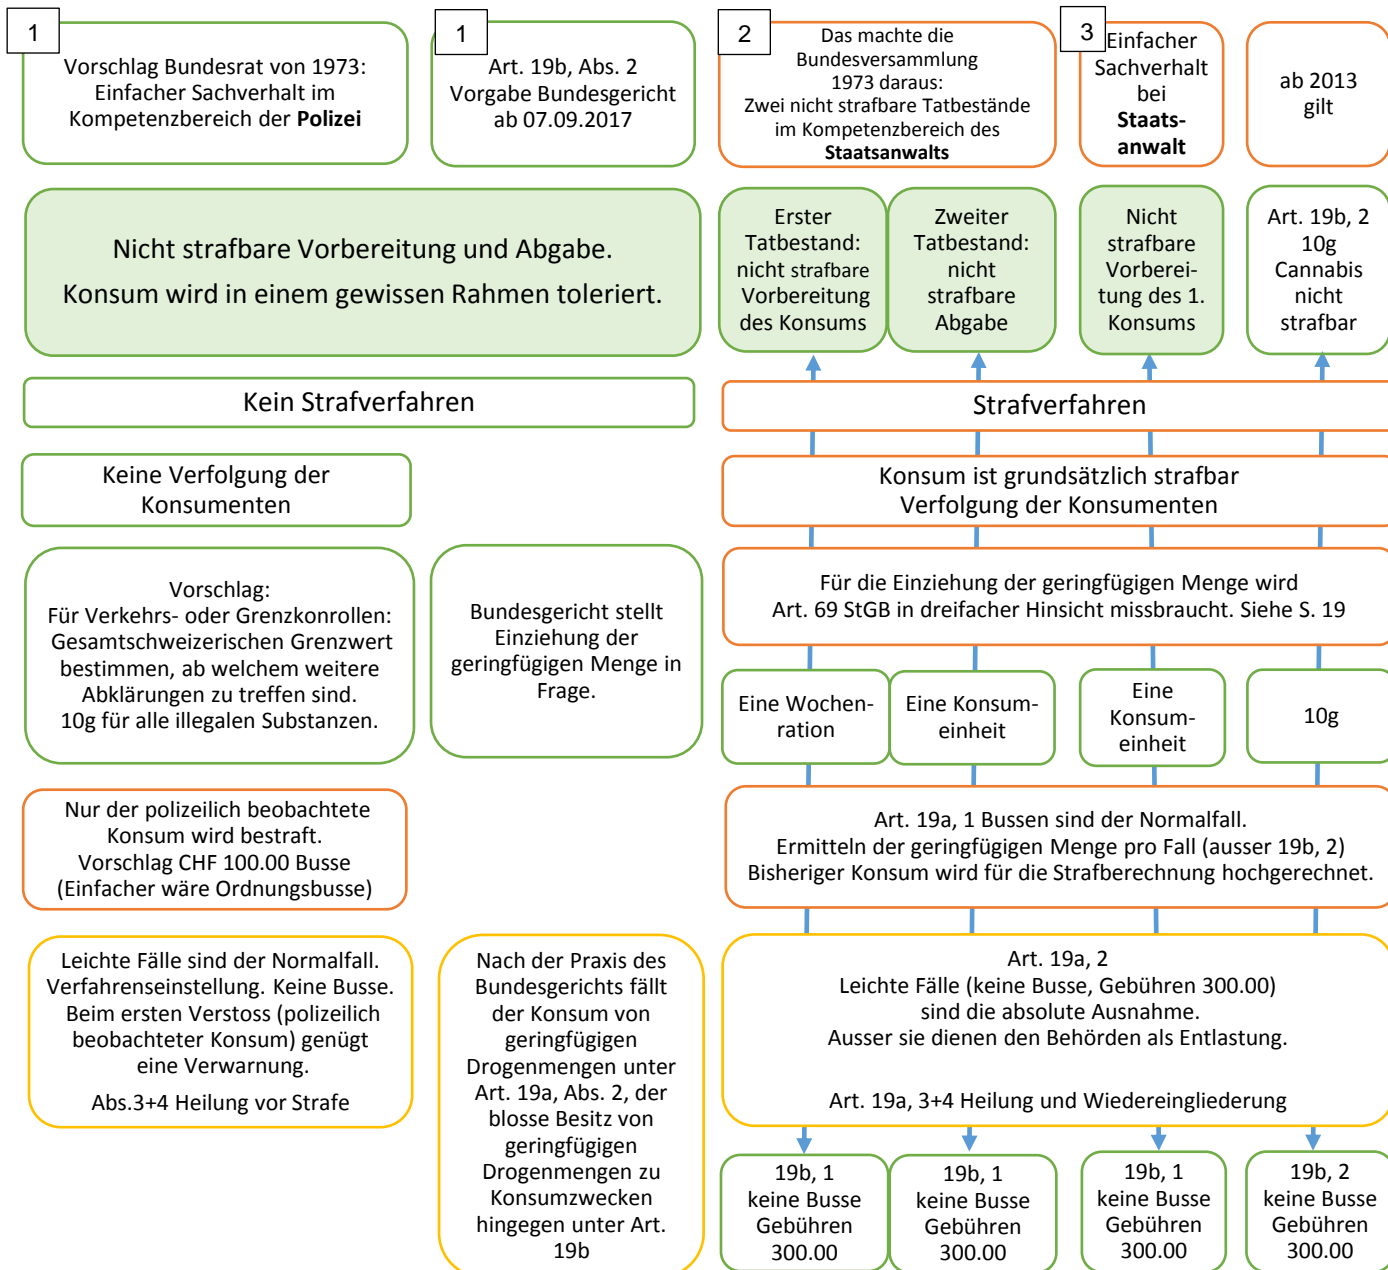 1
Vorschlag Bundesrat von 1973:
Einfacher Sachverhalt im
Kompetenzbereich der Polizei
1
Art. 19b, Abs. 2
Vorgabe Bundesgericht
ab 07.09.2017
2
Das machte die
Bundesversammlung
1973 daraus:
Zwei nicht strafbare Tatbestände
im Kompetenzbereich des
Staatsanwalts
3
Einfacher
Sachverhalt
bei
Staats-
anwalt
ab 2013
gilt
Nicht strafbare Vorbereitung und Abgabe.
Konsum wird in einem gewissen Rahmen toleriert.
Erster
Tatbestand:
nicht strafbare
Vorbereitung
des Konsums
Zweiter
Tatbestand:
nicht
strafbare
Abgabe
Nicht
strafbare
Vorberei-
tung des 1.
Konsums
Art. 19b, 2
10g
Cannabis
nicht
strafbar
Kein Strafverfahren
Strafverfahren
Keine Verfolgung der
Konsumenten
Konsum ist grundsätzlich strafbar
Verfolgung der Konsumenten
Vorschlag:
Für Verkehrs- oder Grenzkonrollen:
Gesamtschweizerischen Grenzwert
bestimmen, ab welchem weitere
Abklärungen zu treffen sind.
10g für alle illegalen Substanzen.
Bundesgericht stellt
Einziehung der
geringfügigen Menge in
Frage.
Für die Einziehung der geringfügigen Menge wird
Art. 69 StGB in dreifacher Hinsicht missbraucht. Siehe S. 19
Eine Wochen-
ration
Eine Konsum-
einheit
Eine
Konsum-
einheit
10g
Nur der polizeilich beobachtete
Konsum wird bestraft.
Vorschlag CHF 100.00 Busse
(Einfacher wäre Ordnungsbusse)
Art. 19a, 1 Bussen sind der Normalfall.
Ermitteln der geringfügigen Menge pro Fall (ausser 19b, 2)
Bisheriger Konsum wird für die Strafberechnung hochgerechnet.
Leichte Fälle sind der Normalfall.
Verfahrenseinstellung. Keine Busse.
Beim ersten Verstoss (polizeilich
beobachteter Konsum) genügt
eine Verwarnung.
Abs.3+4 Heilung vor Strafe
Nach der Praxis des
Bundesgerichts fällt
der Konsum von
geringfügigen
Drogenmengen unter
Art. 19a, Abs. 2, der
blosse Besitz von
geringfügigen
Drogenmengen zu
Konsumzwecken
hingegen unter Art.
19b
Art. 19a, 2
Leichte Fälle (keine Busse, Gebühren 300.00)
sind die absolute Ausnahme.
Ausser sie dienen den Behörden als Entlastung.
Art. 19a, 3+4 Heilung und Wiedereingliederung
19b, 1
keine Busse
Gebühren
300.00
19b, 1
keine Busse
Gebühren
300.00
19b, 1
keine Busse
Gebühren
300.00
19b, 2
keine Busse
Gebühren
300.00